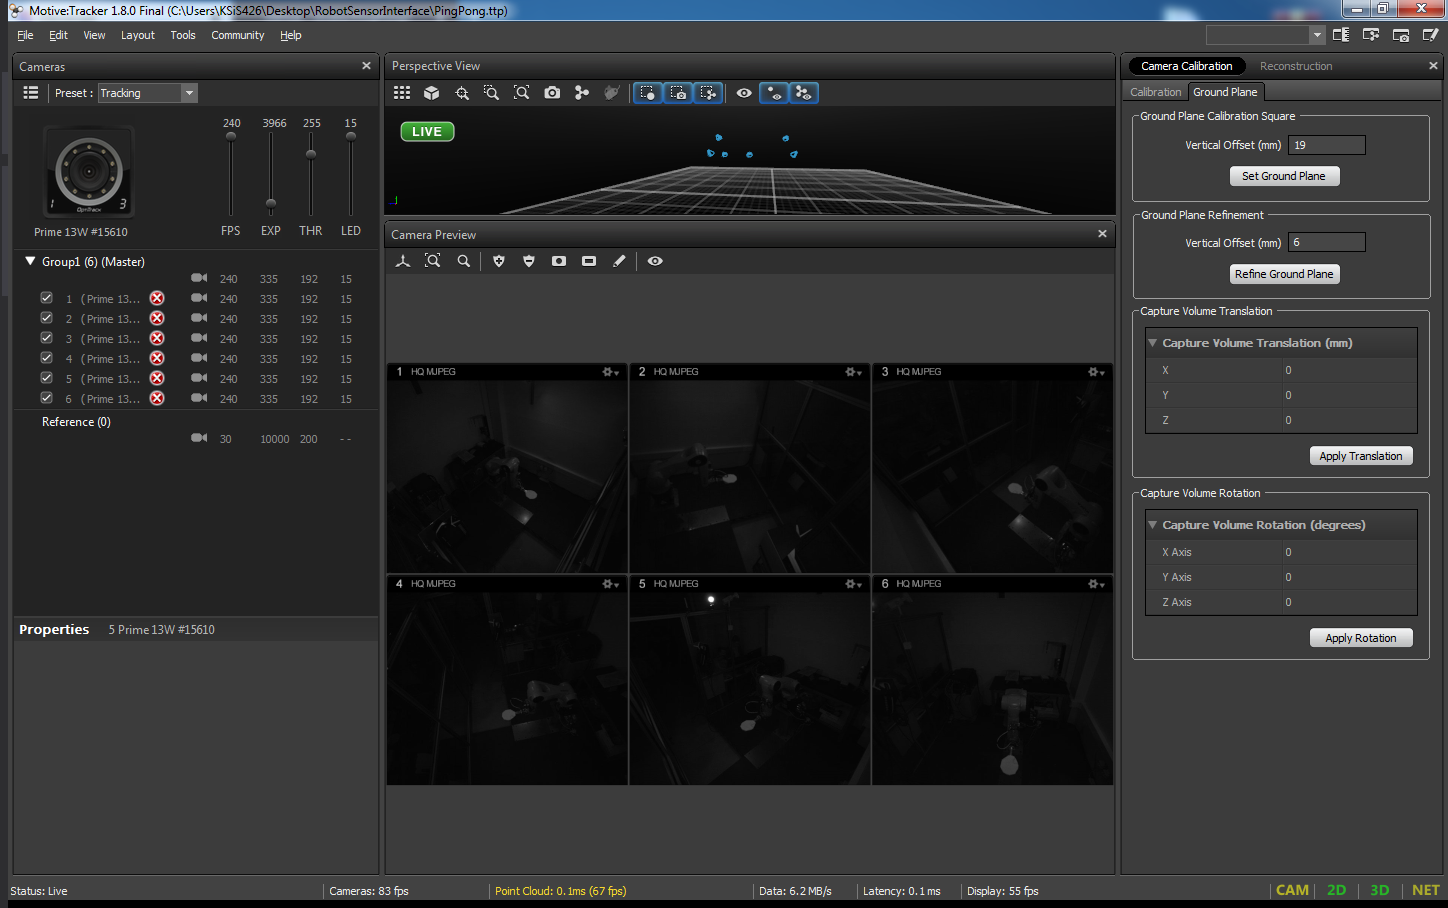 Motive:Tracker 1.8.0 Final (C:\Users\KSiS426\Desktop\RobotSensorInterface\PingPong.ttp)
File Edit View Layout Tools Community Help
Cameras
Preset : Tracking
240 3966 255 15
1 3
OptiTrack
Prime 13W #15610
FPS EXP THR LED
Group1 (6) (Master)
240 335 192 15
1 (Prime 13... 240 335 192 15
2 (Prime 13... 240 335 192 15
3 (Prime 13... 240 335 192 15
4 (Prime 13... 240 335 192 15
5 (Prime 13... 240 335 192 15
6 (Prime 13... 240 335 192 15
Reference (0)
30 10000 200 --
Properties 5 Prime 13W #15610
Perspective View
LIVE
Camera Preview
1 HQ MJPEG
2 HQ MJPEG
3 HQ MJPEG
4 HQ MJPEG
5 HQ MJPEG
6 HQ MJPEG
Camera Calibration Reconstruction
Calibration Ground Plane
Ground Plane Calibration Square
Vertical Offset (mm) 19
Set Ground Plane
Ground Plane Refinement
Vertical Offset (mm) 6
Refine Ground Plane
Capture Volume Translation
Capture Volume Translation (mm)
X 0
Y 0
Z 0
Apply Translation
Capture Volume Rotation
Capture Volume Rotation (degrees)
X Axis 0
Y Axis 0
Z Axis 0
Apply Rotation
Status: Live
Cameras: 83 fps
Point Cloud: 0.1ms (67 fps)
Data: 6.2 MB/s
Latency: 0.1 ms
Display: 55 fps
CAM 2D 3D NET